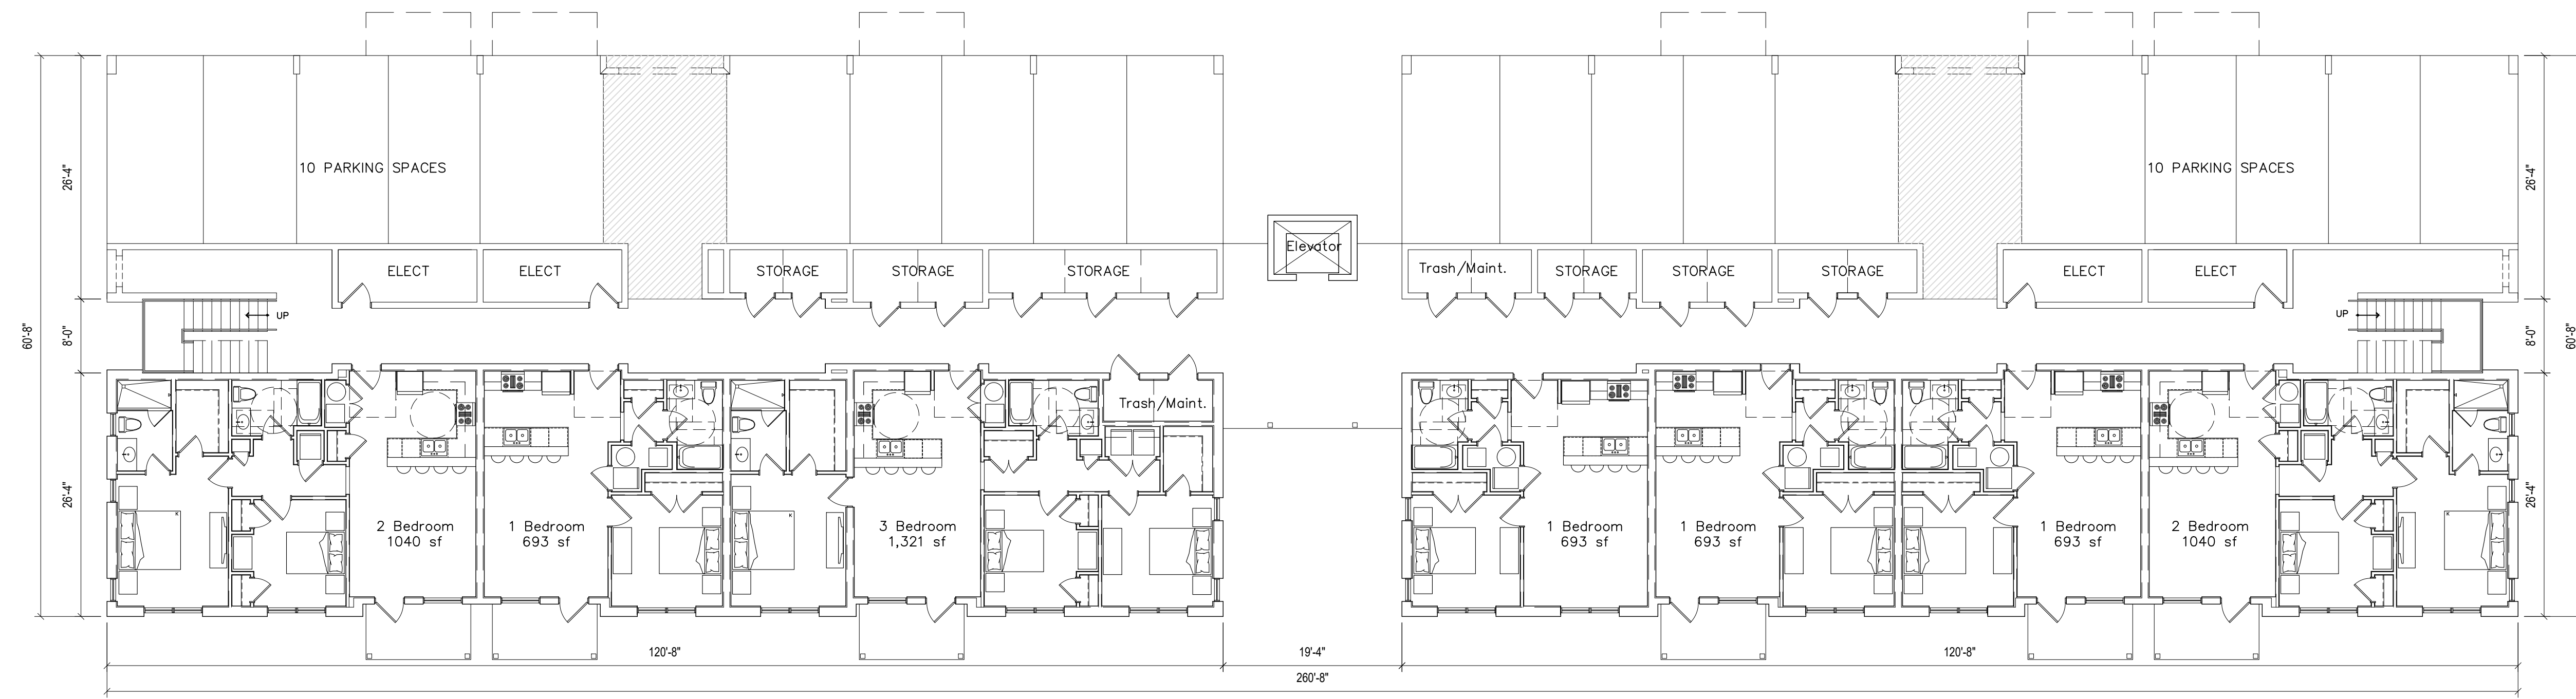 10 PARKING SPACES
10 PARKING SPACES
26'-4"
26'-4"
Elevator
ELECT
ELECT
STORAGE
STORAGE
STORAGE
Trash/Maint.
STORAGE
STORAGE
STORAGE
ELECT
ELECT
UP
UP
60'-8"
8'-0"
8'-0"
60'-8"
Trash/Maint.
26'-4"
26'-4"
K
K
K
2 Bedroom
1040 sf
1 Bedroom
693 sf
3 Bedroom
1,321 sf
1 Bedroom
693 sf
1 Bedroom
693 sf
1 Bedroom
693 sf
2 Bedroom
1040 sf
120'-8"
19'-4"
120'-8"
260'-8"